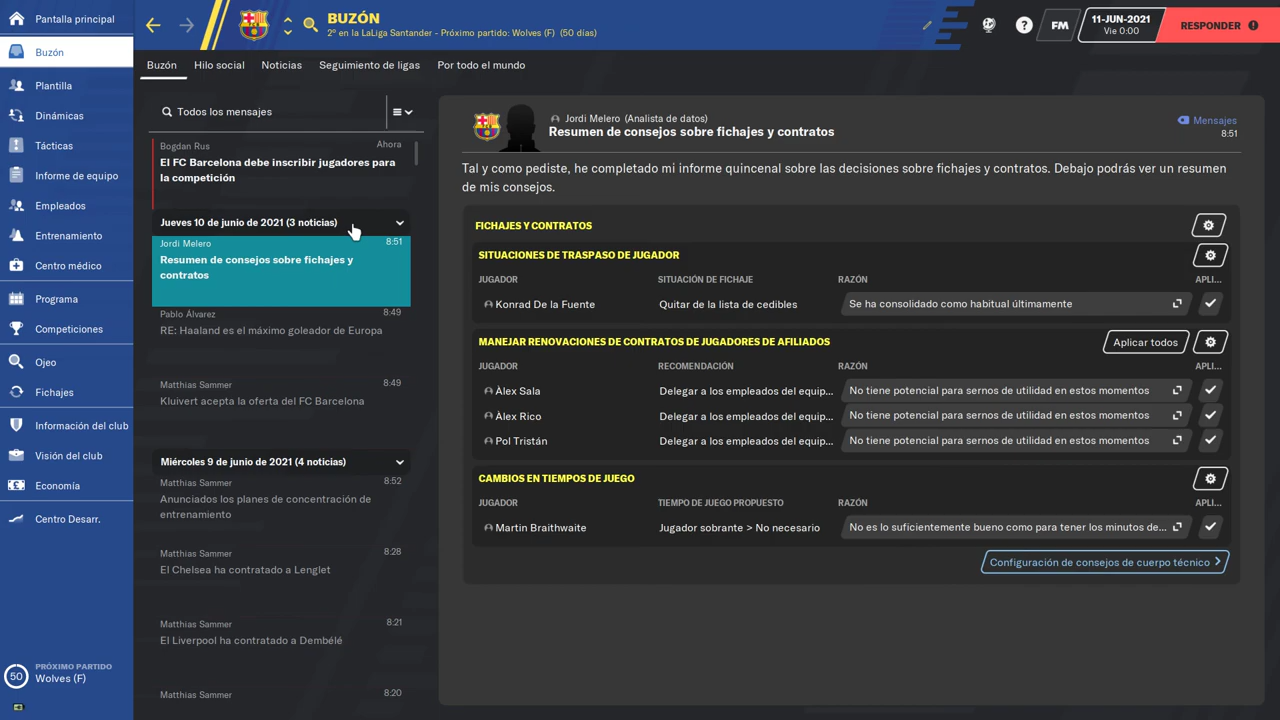 Pantalla principal
Buzón
Plantilla
Dinámicas
Tácticas
Informe de equipo
Empleados
Entrenamiento
Centro médico
Programa
Competiciones
Ojeo
Fichajes
Información del club
Visión del club
Economía
Centro Desarr.
50
PRÓXIMO PARTIDO
Wolves (F)
BUZÓN
2º en la LaLiga Santander - Próximo partido: Wolves (F) (50 días)
?
FM
11-JUN-2021
Vie 0:00
RESPONDER
Buzón
Hilo social
Noticias
Seguimiento de ligas
Por todo el mundo
Todos los mensajes
Bogdan Rus
Ahora
El FC Barcelona debe inscribir jugadores para
la competición
Jueves 10 de junio de 2021 (3 noticias)
Jordi Melero
8:51
Resumen de consejos sobre fichajes y
contratos
Pablo Álvarez
8:49
RE: Haaland es el máximo goleador de Europa
Matthias Sammer
8:49
Kluivert acepta la oferta del FC Barcelona
Miércoles 9 de junio de 2021 (4 noticias)
Matthias Sammer
8:52
Anunciados los planes de concentración de
entrenamiento
Matthias Sammer
8:28
El Chelsea ha contratado a Lenglet
Matthias Sammer
8:21
El Liverpool ha contratado a Dembélé
Matthias Sammer
8:20
Jordi Melero (Analista de datos)
Resumen de consejos sobre fichajes y contratos
Mensajes
8:51
Tal y como pediste, he completado mi informe quincenal sobre las decisiones sobre fichajes y contratos. Debajo podrás ver un resumen
de mis consejos.
FICHAJES Y CONTRATOS
SITUACIONES DE TRASPASO DE JUGADOR
JUGADOR SITUACIÓN DE FICHAJE RAZÓN APLI...
Konrad De la Fuente Quitar de la lista de cedibles Se ha consolidado como habitual últimamente
MANEJAR RENOVACIONES DE CONTRATOS DE JUGADORES DE AFILIADOS
Aplicar todos
JUGADOR RECOMENDACIÓN RAZÓN APLI...
Àlex Sala Delegar a los empleados del equip... No tiene potencial para sernos de utilidad en estos momentos
Àlex Rico Delegar a los empleados del equip... No tiene potencial para sernos de utilidad en estos momentos
Pol Tristán Delegar a los empleados del equip... No tiene potencial para sernos de utilidad en estos momentos
CAMBIOS EN TIEMPOS DE JUEGO
JUGADOR TIEMPO DE JUEGO PROPUESTO RAZÓN APLI...
Martin Braithwaite Jugador sobrante > No necesario No es lo suficientemente bueno como para tener los minutos de...
Configuración de consejos de cuerpo técnico